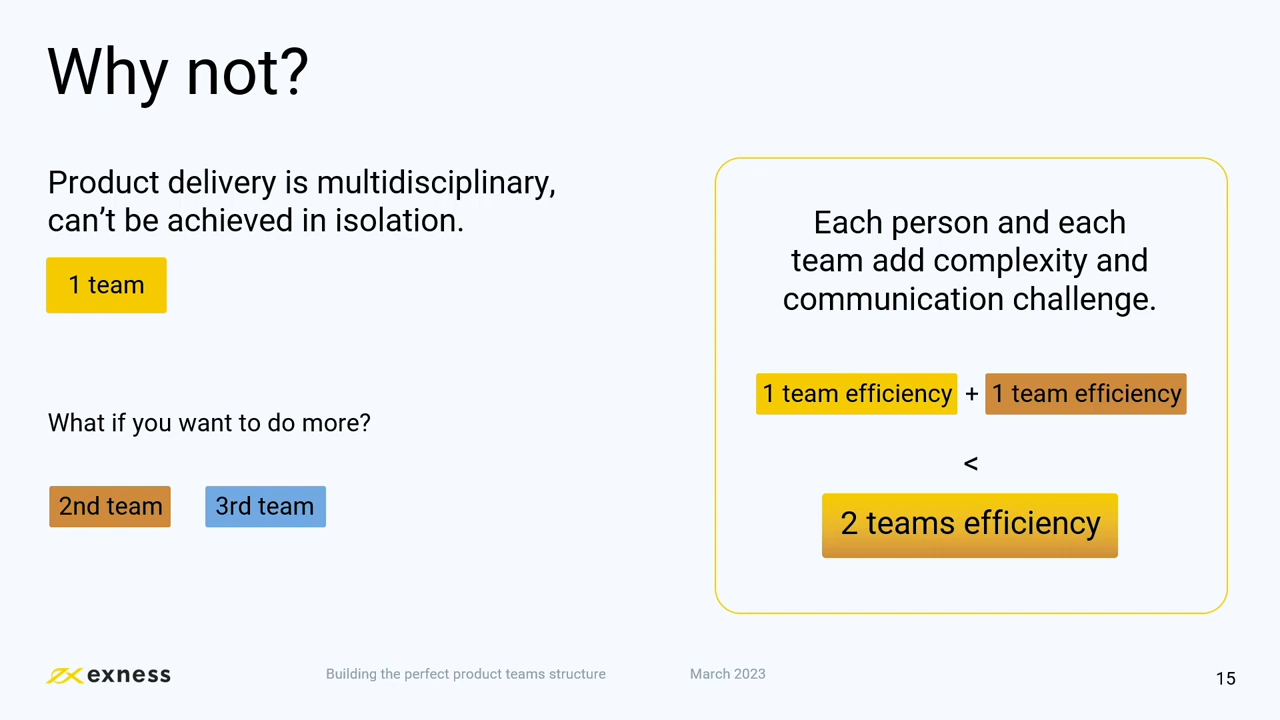 Why not?
Product delivery is multidisciplinary,
can’t be achieved in isolation.
1 team
What if you want to do more?
2nd team
3rd team
Each person and each
team add complexity and
communication challenge.
1 team efficiency + 1 team efficiency
<
2 teams efficiency
exness
Building the perfect product teams structure
March 2023
15